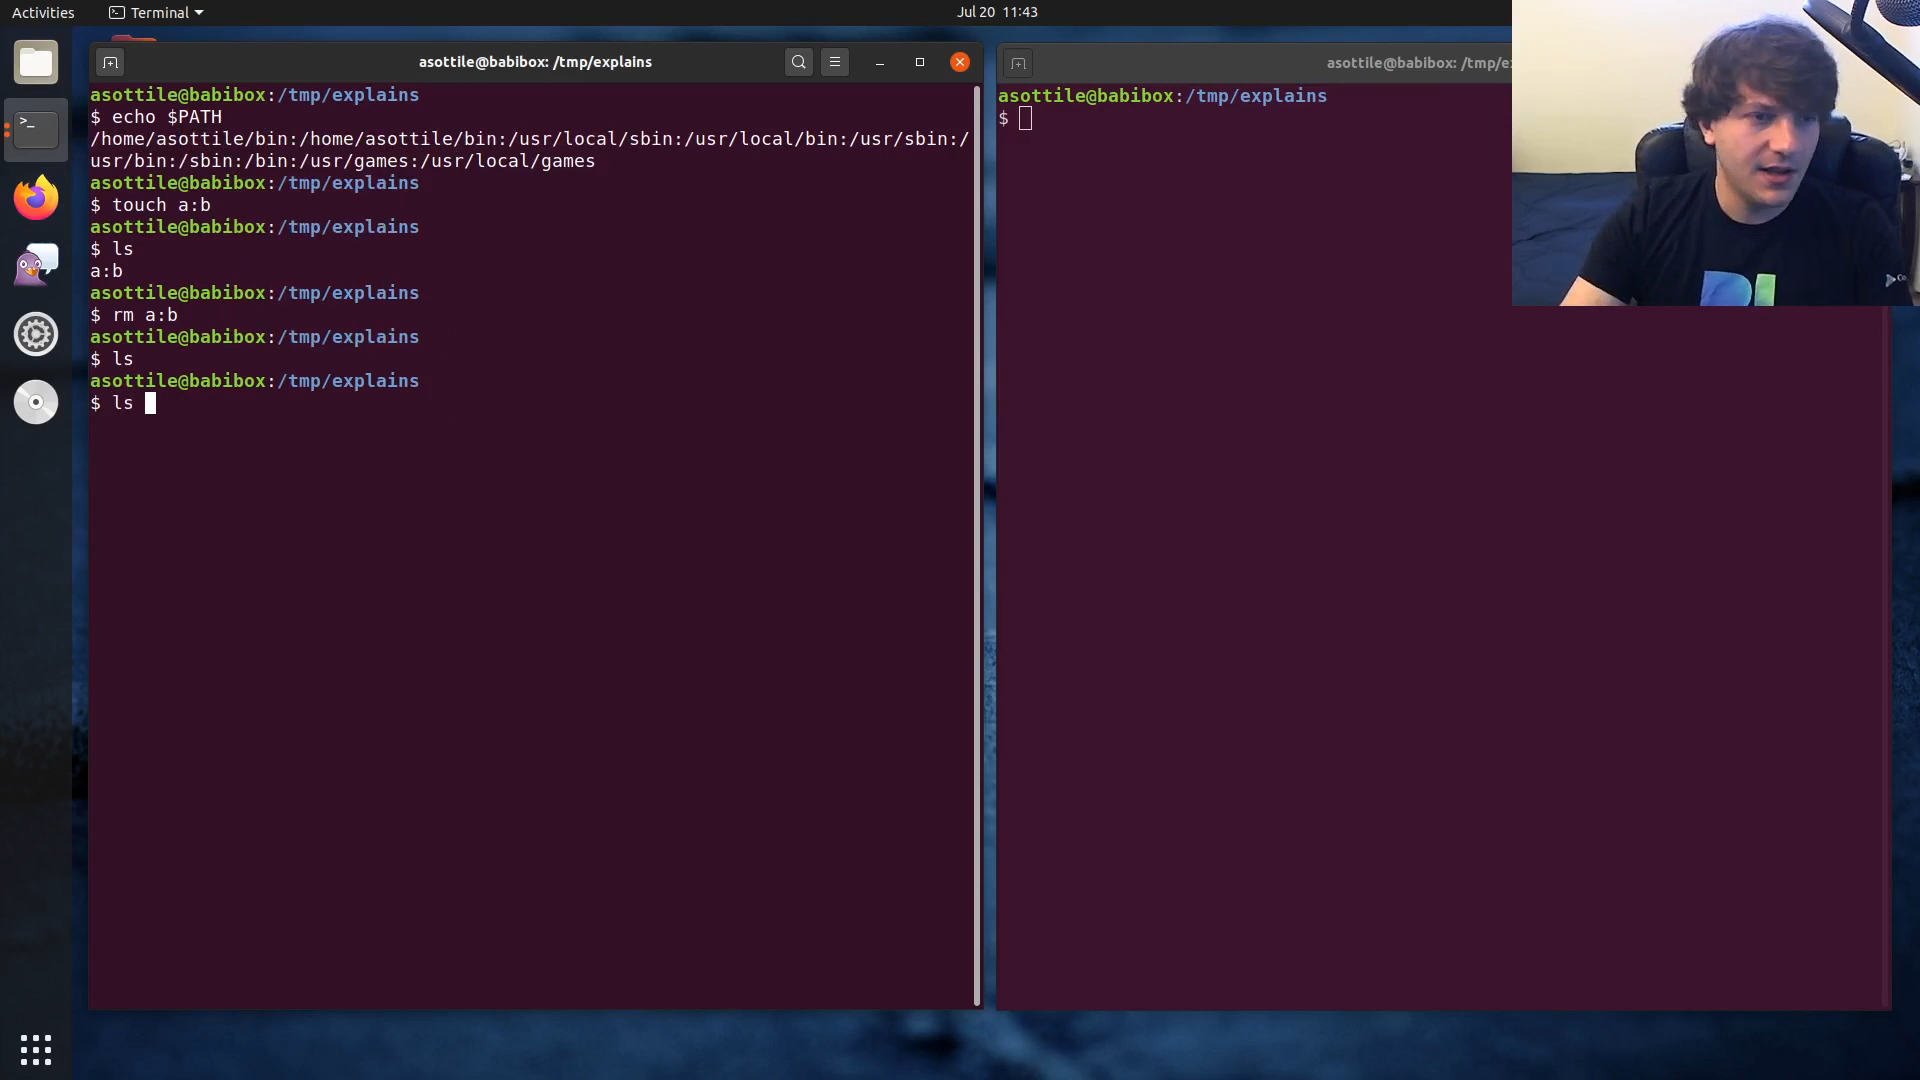 Activities
Terminal
Jul 20 11:43
asottile@babibox: /tmp/explains
asottile@babibox:/tmp/explains
$ echo $PATH
/home/asottile/bin:/home/asottile/bin:/usr/local/sbin:/usr/local/bin:/usr/sbin:/
usr/bin:/sbin:/bin:/usr/games:/usr/local/games
asottile@babibox:/tmp/explains
$ touch a:b
asottile@babibox:/tmp/explains
$ ls
a:b
asottile@babibox:/tmp/explains
$ rm a:b
asottile@babibox:/tmp/explains
$ ls
asottile@babibox:/tmp/explains
$ ls
asottile@babibox: /tmp/e
asottile@babibox:/tmp/explains
$